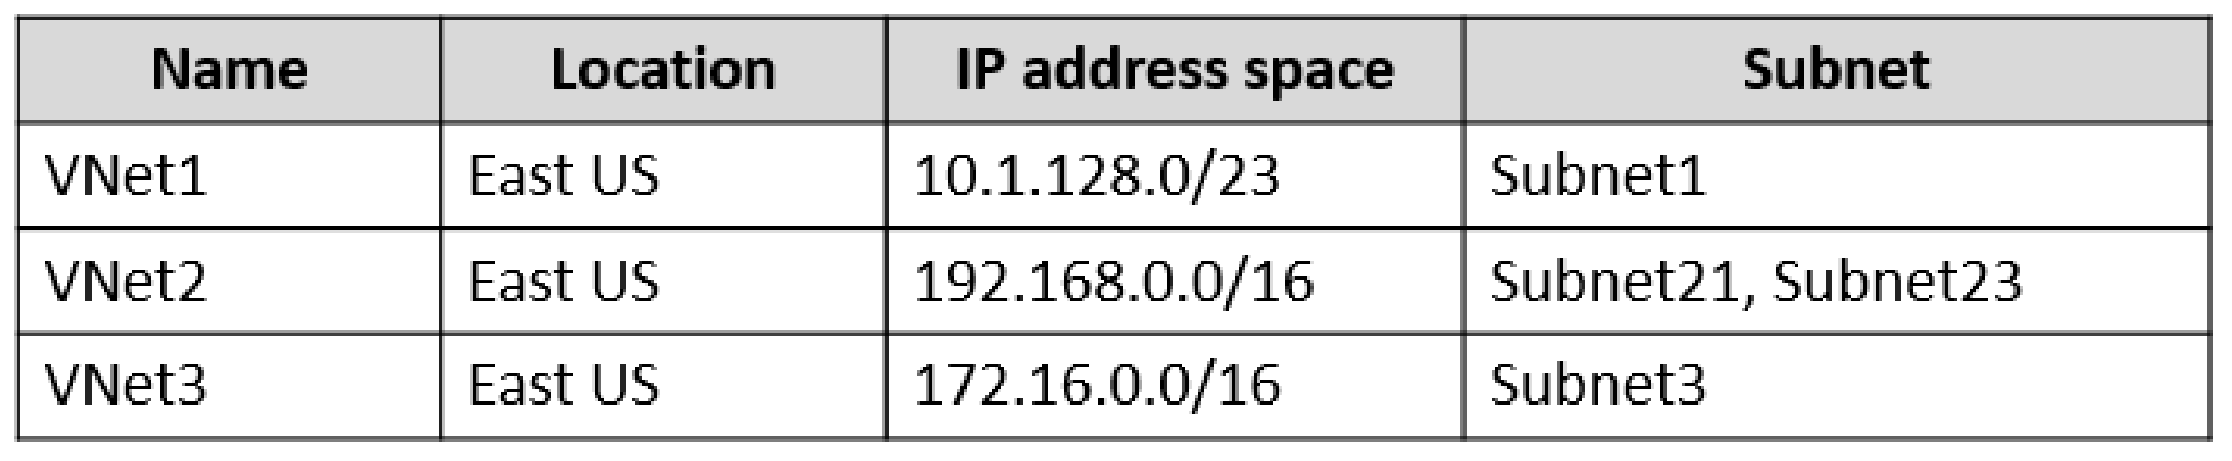 Name Location IP address space Subnet
VNet1 East US 10.1.128.0/23 Subnet1
VNet2 East US 192.168.0.0/16 Subnet21, Subnet23
VNet3 East US 172.16.0.0/16 Subnet3